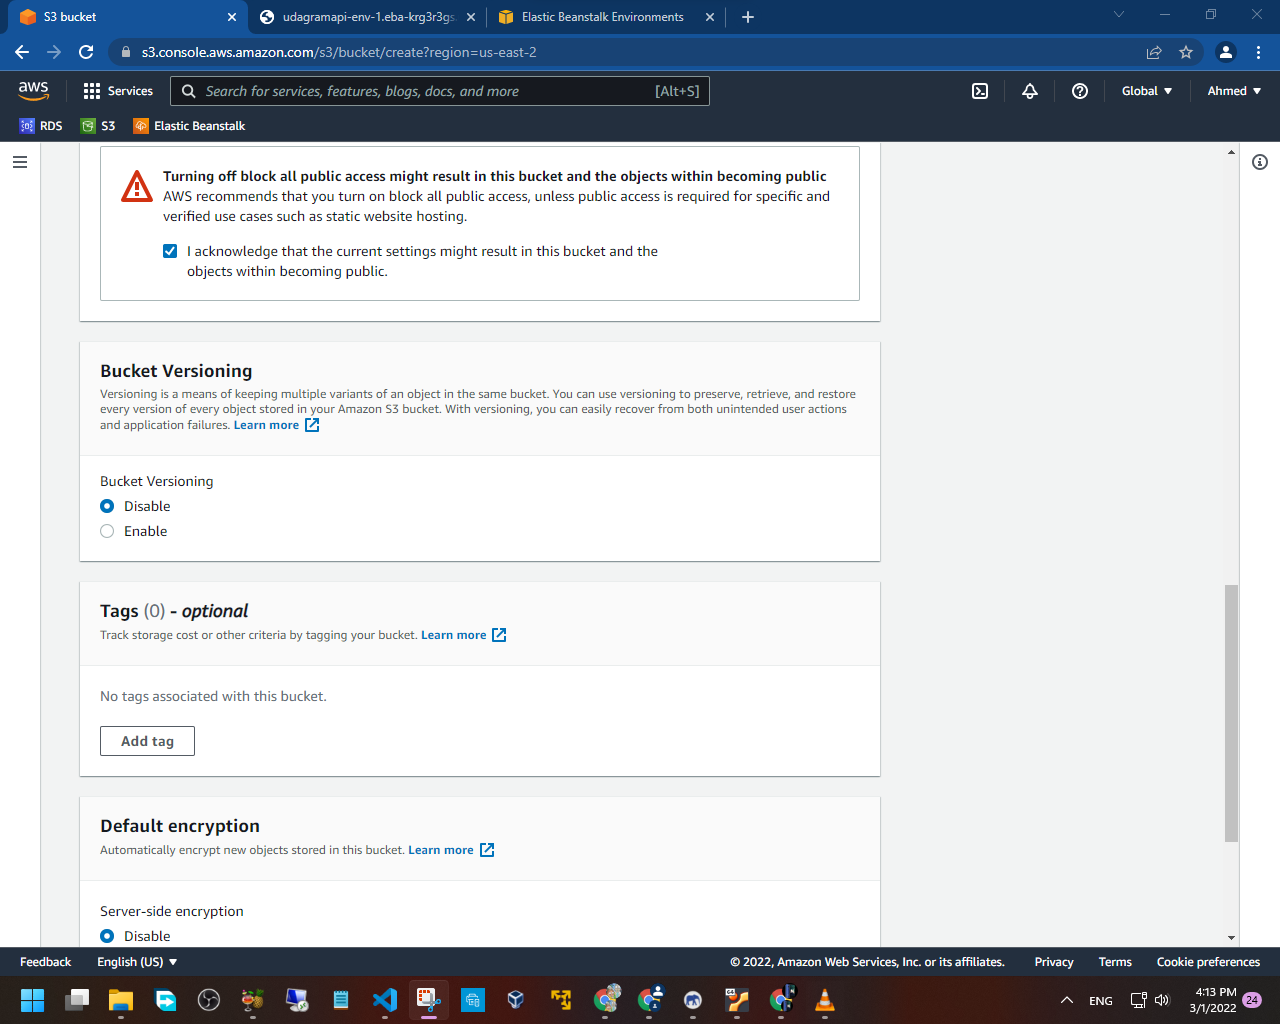 S3 bucket
udagramapi-env-1.eba-krg3r3gs.
Elastic Beanstalk Environments
s3.console.aws.amazon.com/s3/bucket/create?region=us-east-2
aws
Services
Search for services, features, blogs, docs, and more
[Alt+S]
Global
Ahmed
RDS
S3
Elastic Beanstalk
Turning off block all public access might result in this bucket and the objects within becoming public
AWS recommends that you turn on block all public access, unless public access is required for specific and
verified use cases such as static website hosting.
I acknowledge that the current settings might result in this bucket and the
objects within becoming public.
Bucket Versioning
Versioning is a means of keeping multiple variants of an object in the same bucket. You can use versioning to preserve, retrieve, and restore
every version of every object stored in your Amazon S3 bucket. With versioning, you can easily recover from both unintended user actions
and application failures. Learn more
Bucket Versioning
Disable
Enable
Tags (0) - optional
Track storage cost or other criteria by tagging your bucket. Learn more
No tags associated with this bucket.
Add tag
Default encryption
Automatically encrypt new objects stored in this bucket. Learn more
Server-side encryption
Disable
Feedback
English (US)
© 2022, Amazon Web Services, Inc. or its affiliates.
Privacy
Terms
Cookie preferences
ENG
4:13 PM
3/1/2022
24